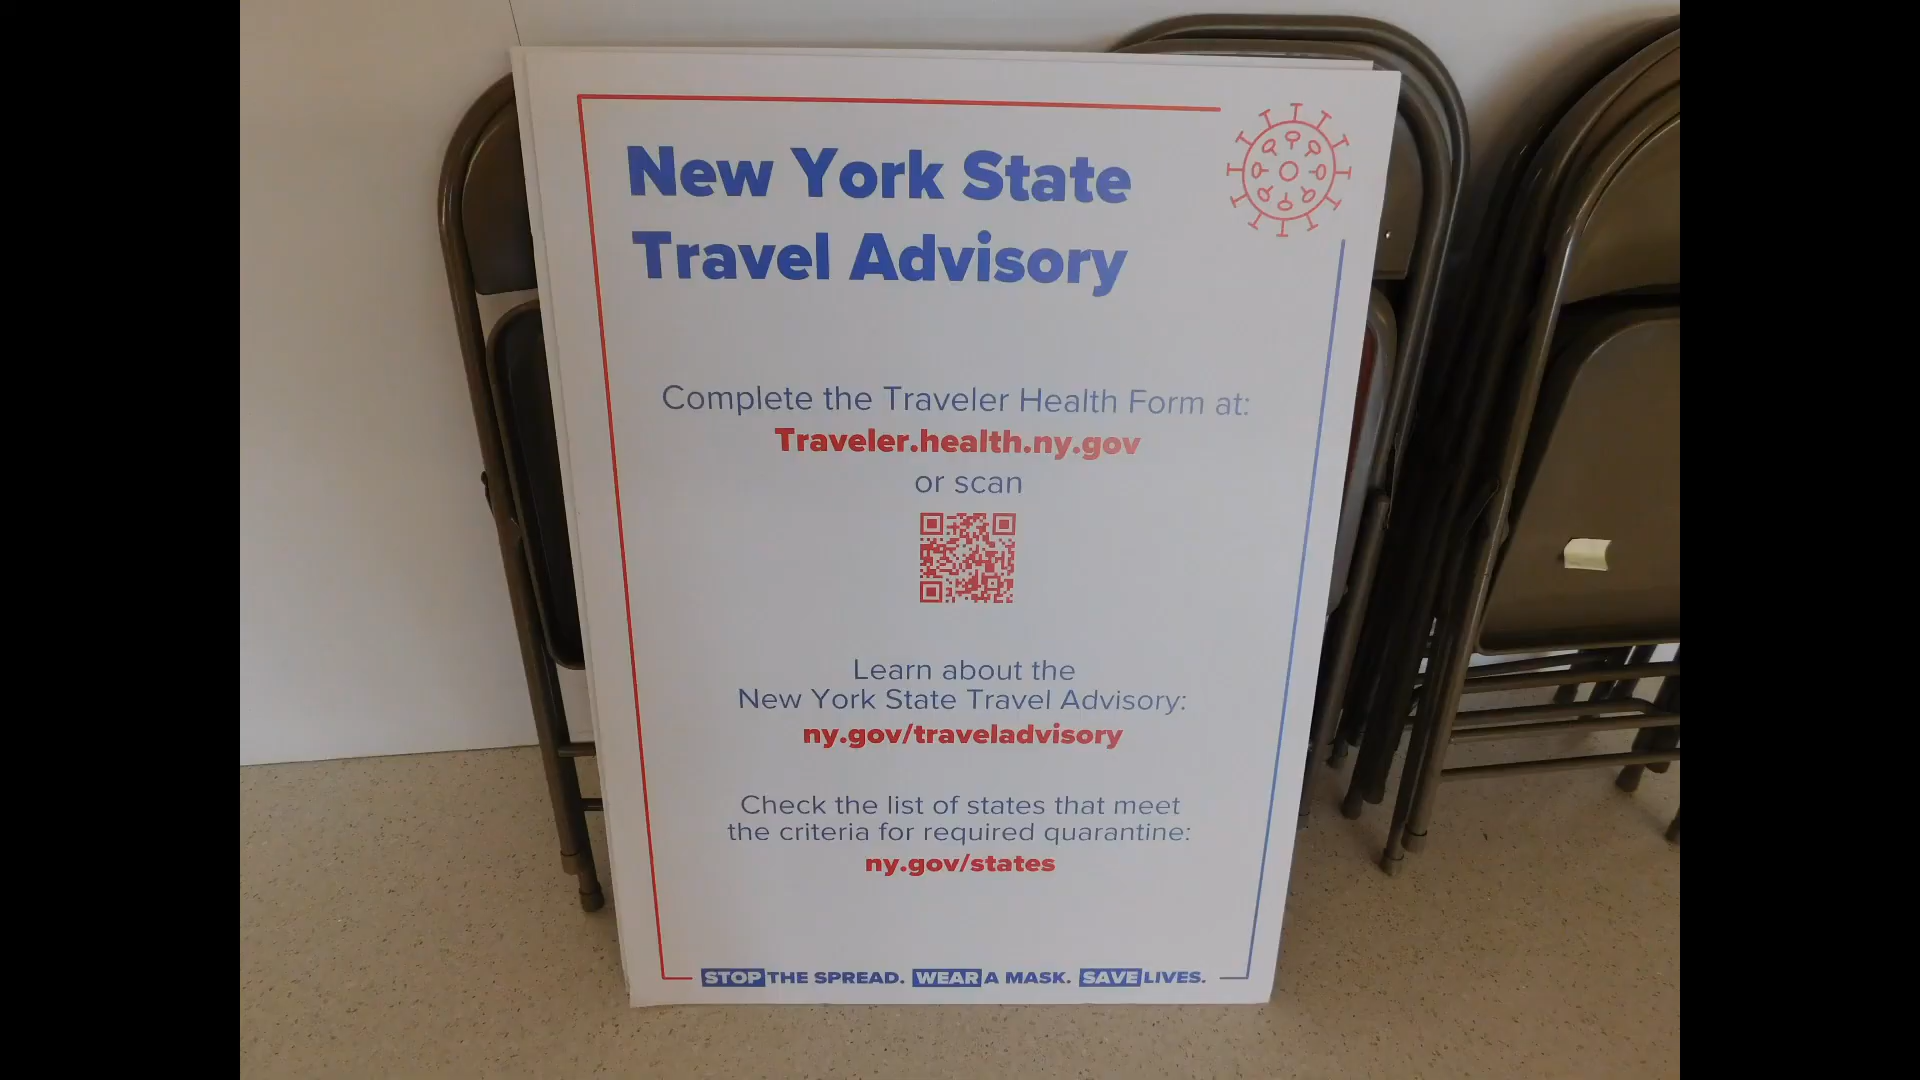 New York State
Travel Advisory
Complete the Traveler Health Form at:
Traveler.health.ny.gov
or scan
Learn about the
New York State Travel Advisory:
ny.gov/traveladvisory
Check the list of states that meet
the criteria for required quarantine:
ny.gov/states
STOP THE SPREAD. WEAR A MASK. SAVE LIVES.